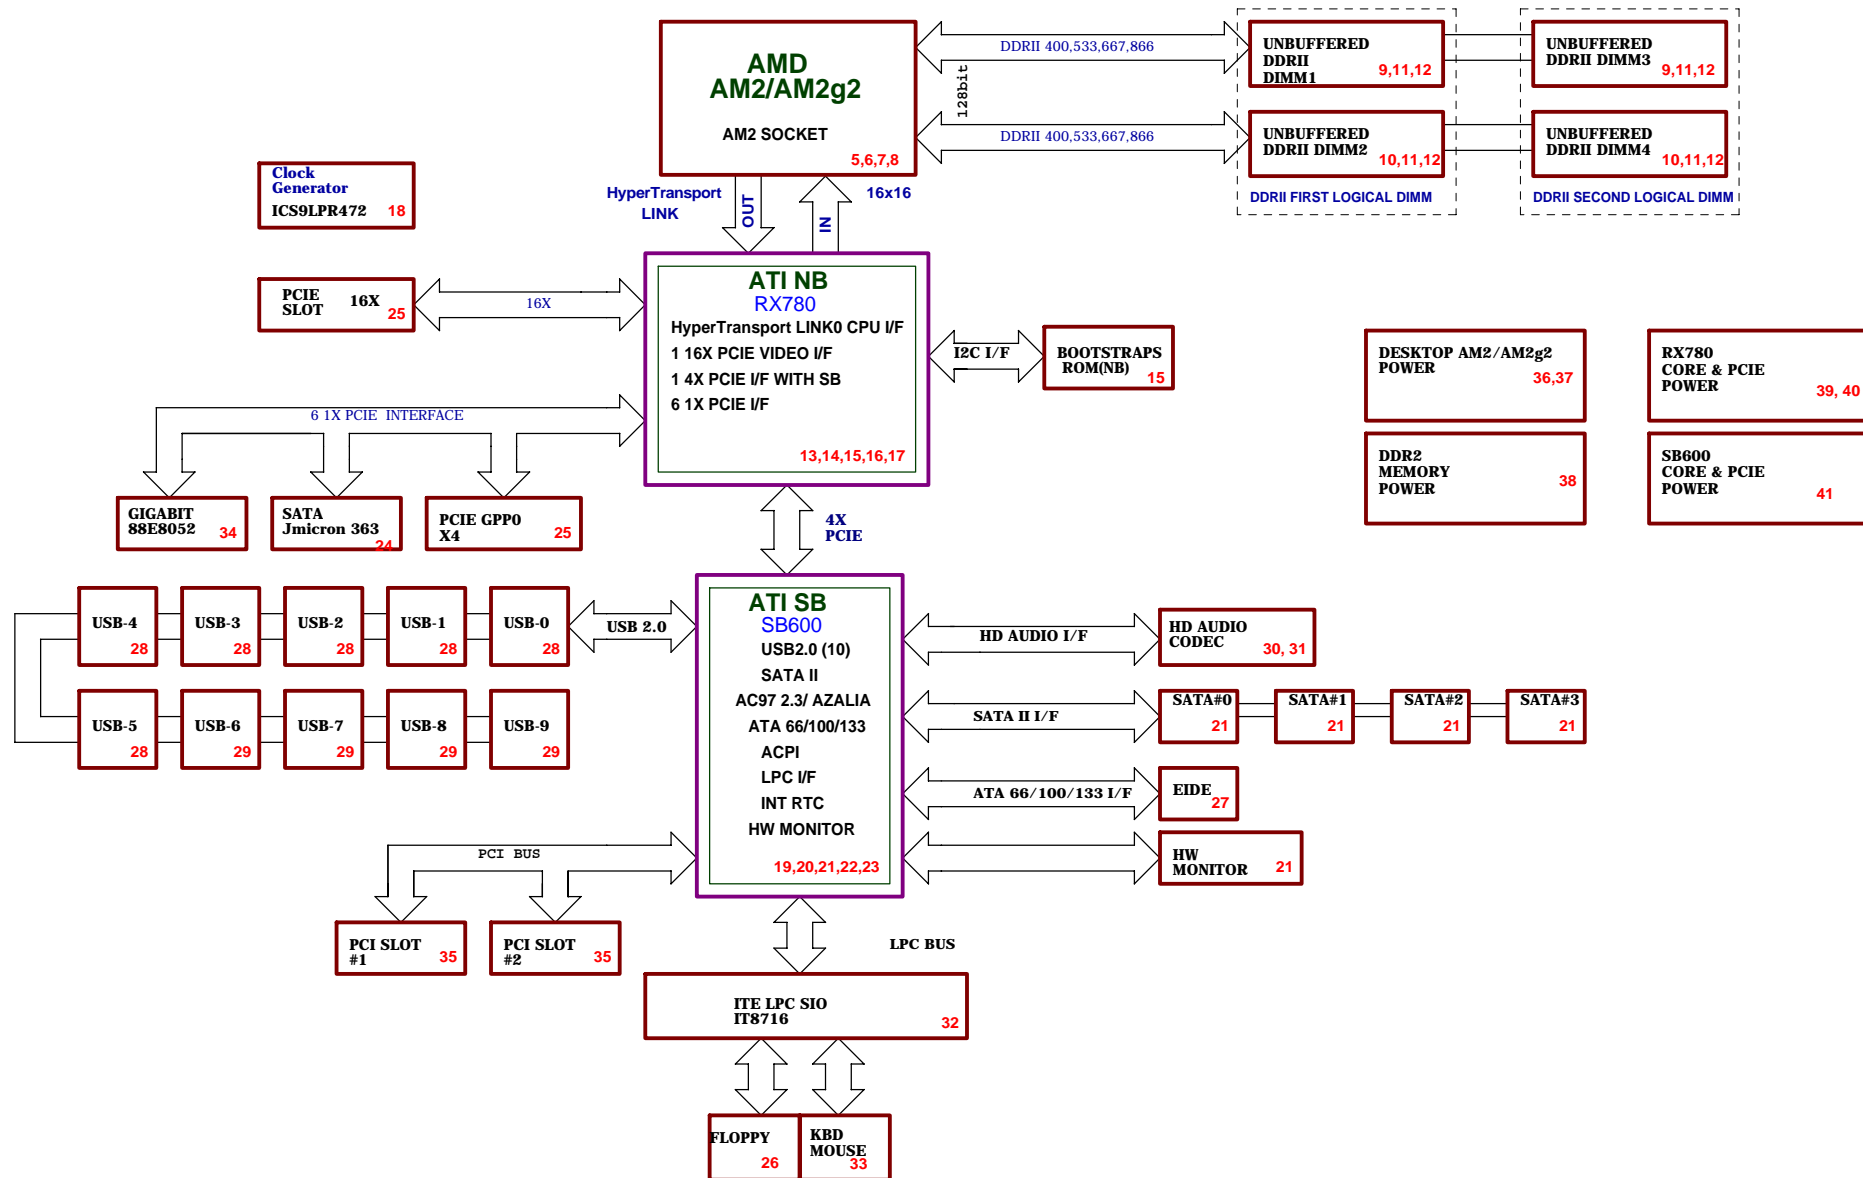 AMD
AM2/AM2g2
AM2 SOCKET
5,6,7,8
DDRII 400,533,667,866
128bit
DDRII 400,533,667,866
UNBUFFERED
DDRII
DIMM1
9,11,12
UNBUFFERED
DDRII DIMM3
9,11,12
UNBUFFERED
DDRII DIMM2
10,11,12
UNBUFFERED
DDRII DIMM4
10,11,12
DDRII FIRST LOGICAL DIMM
DDRII SECOND LOGICAL DIMM
Clock
Generator
ICS9LPR472
18
HyperTransport
LINK
OUT
IN
16x16
PCIE
SLOT
16X
25
16X
ATI NB
RX780
HyperTransport LINK0 CPU I/F
1 16X PCIE VIDEO I/F
1 4X PCIE I/F WITH SB
6 1X PCIE I/F
13,14,15,16,17
I2C I/F
BOOTSTRAPS
ROM(NB)
15
DESKTOP AM2/AM2g2
POWER
36,37
RX780
CORE & PCIE
POWER
39, 40
DDR2
MEMORY
POWER
38
SB600
CORE & PCIE
POWER
41
6 1X PCIE INTERFACE
GIGABIT
88E8052
34
SATA
Jmicron 363
24
PCIE GPP0
X4
25
4X
PCIE
USB-4
28
USB-3
28
USB-2
28
USB-1
28
USB-0
28
USB 2.0
USB-5
28
USB-6
29
USB-7
29
USB-8
29
USB-9
29
ATI SB
SB600
USB2.0 (10)
SATA II
AC97 2.3/ AZALIA
ATA 66/100/133
ACPI
LPC I/F
INT RTC
HW MONITOR
19,20,21,22,23
HD AUDIO I/F
HD AUDIO
CODEC
30, 31
SATA II I/F
SATA#0
21
SATA#1
21
SATA#2
21
SATA#3
21
ATA 66/100/133 I/F
EIDE
27
HW
MONITOR
21
PCI BUS
PCI SLOT
#1
35
PCI SLOT
#2
35
LPC BUS
ITE LPC SIO
IT8716
32
FLOPPY
26
KBD
MOUSE
33